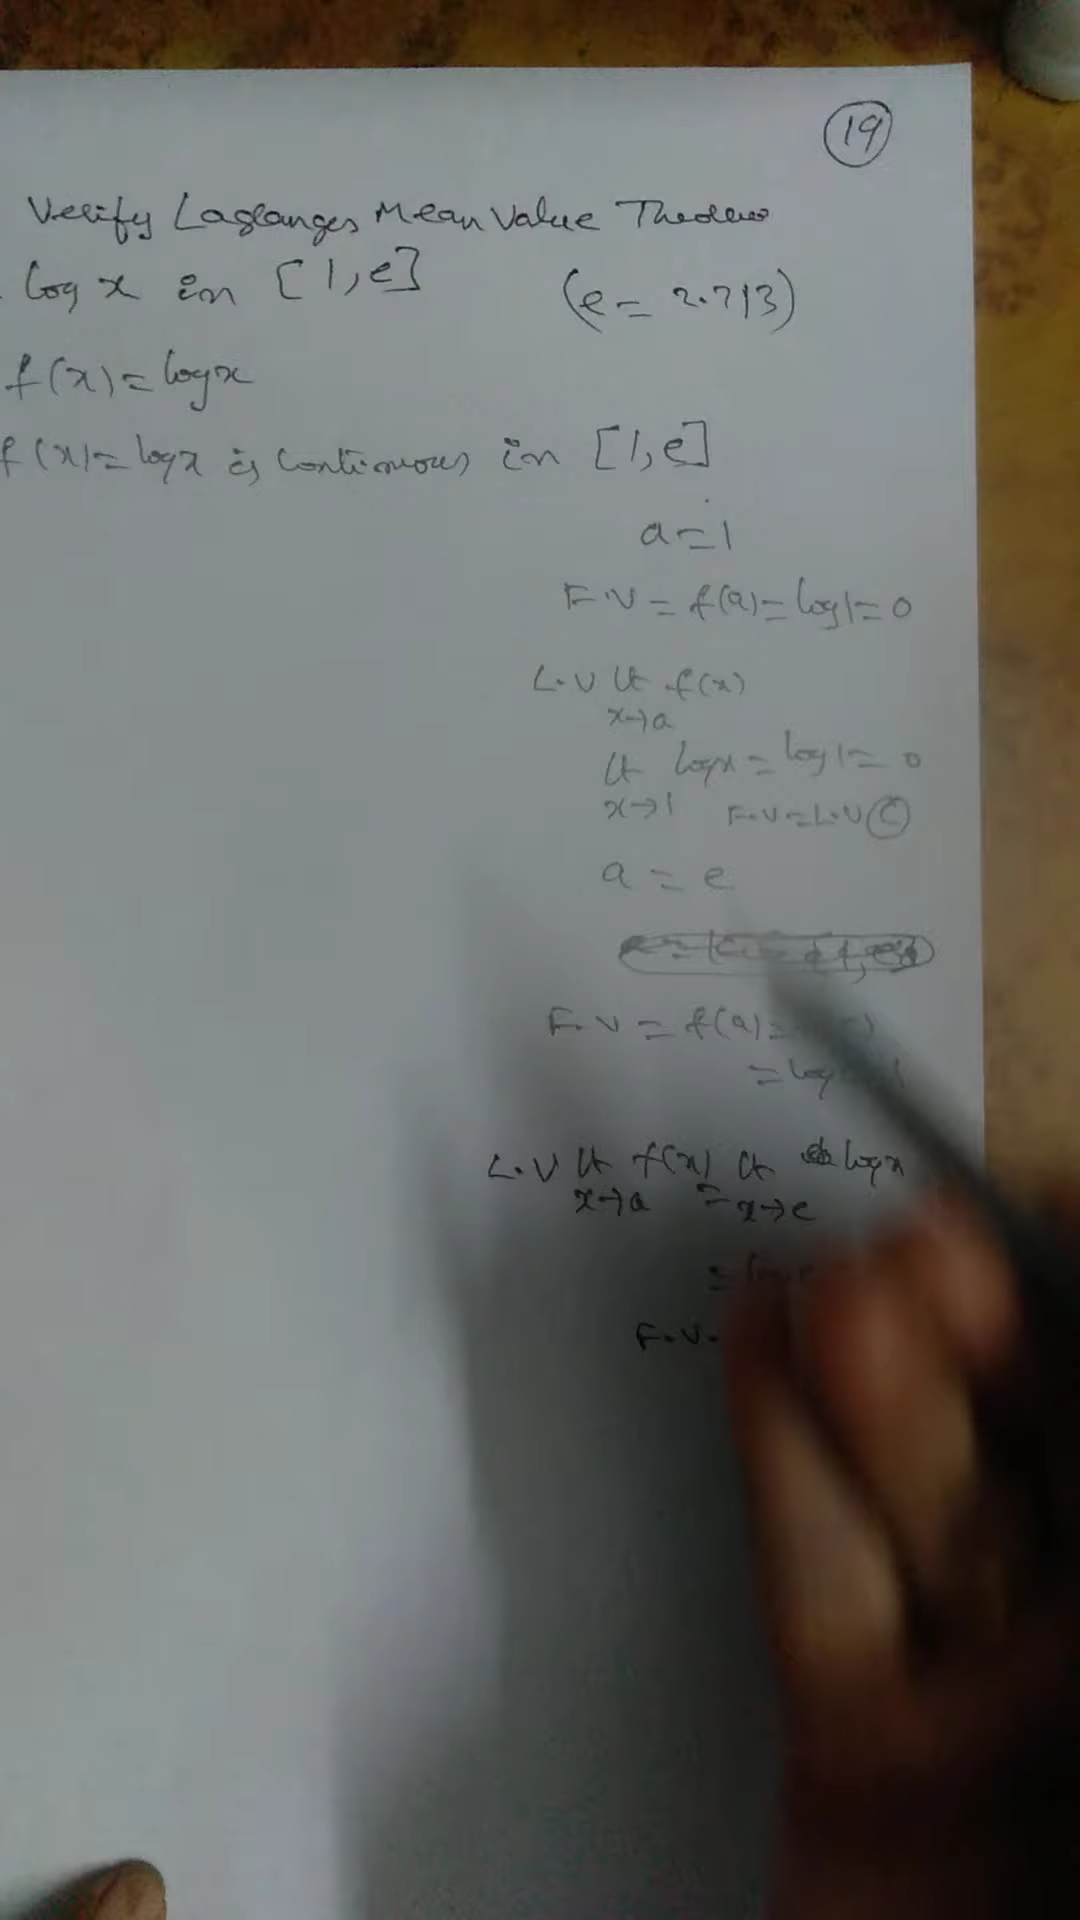 19
Verify Lagranges Mean Value Theorem
log x in [1,e] (e = 2.713)
f(x) = log x
f(x) = log x is continuous in [1,e]
a = 1
F.V = f(a) = log 1 = 0
L.V Lt f(x)
x→a
Lt log x = log 1 = 0
x→1 F.V = L.V C
a = e
F.V = f(a) =
= log
L.V Lt f(x) Lt log x
x→a = x→e
=
F.V.